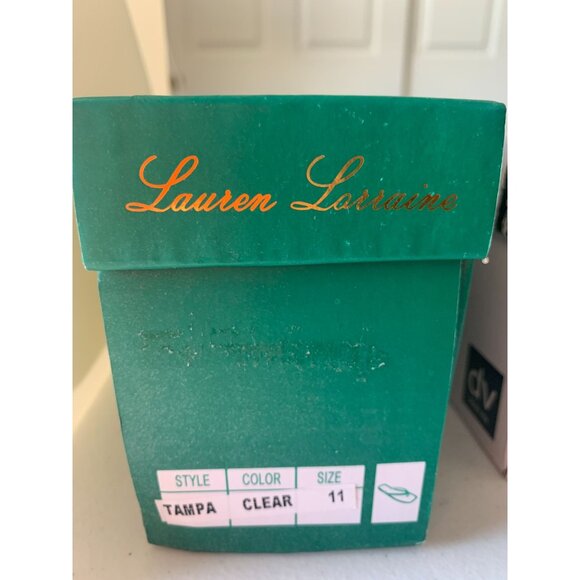 Lauren Lorraine
STYLE COLOR SIZE
TAMPA CLEAR 11
dv